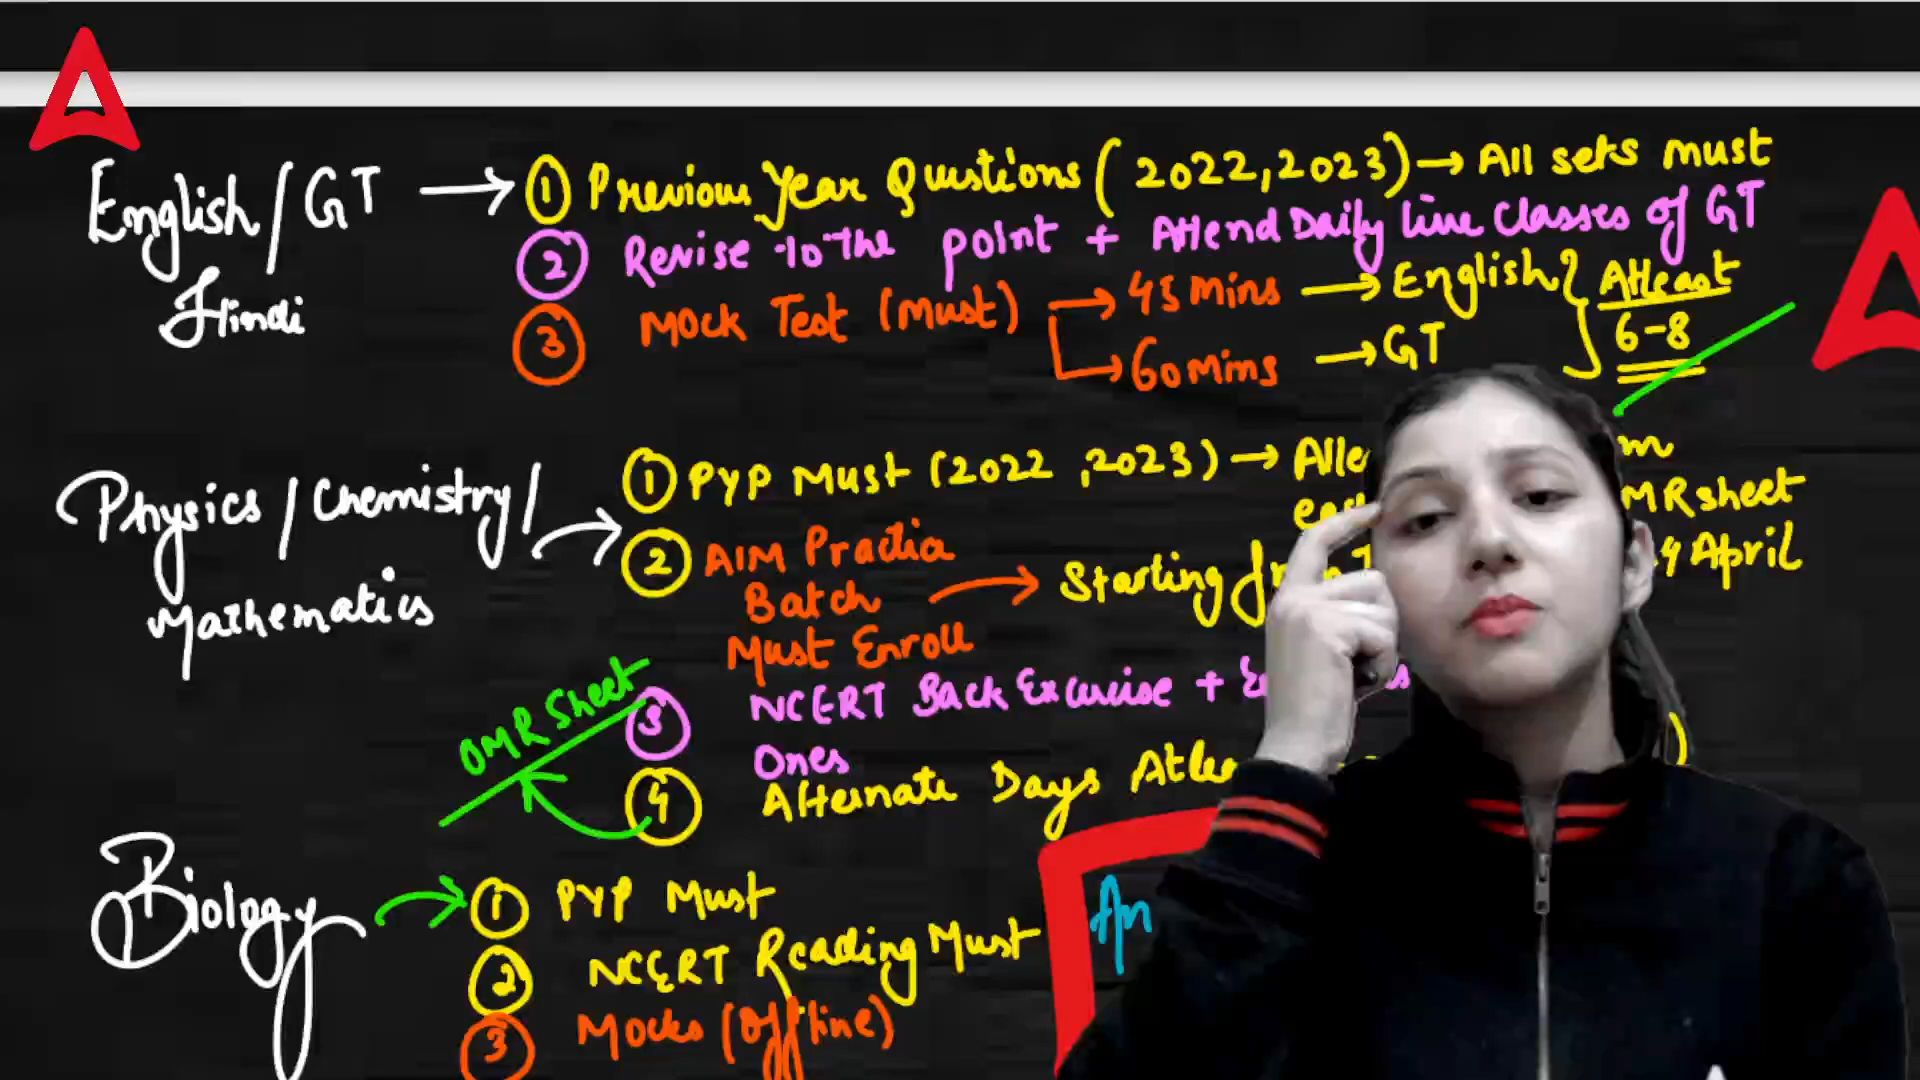 English/GT → ① Previous Year Questions (2022,2023) → All sets must
Hindi
② Revise to the point + Attend Daily live classes of GT
③ Mock Test (Must) → 45 Mins → English } Atleast
→ 60 Mins → GT 6-8
Physics/Chemistry/
Mathematics
① PYP Must (2022,2023) →
MR sheet
② AIM Practice
Batch → Starting
4 April
Must Enroll
OMR Sheet
③ NCERT Back Exercise +
Ones
④ Alternate Days
Biology → ① PYP Must
② NCERT Reading Must
③ Mocks (Offline)